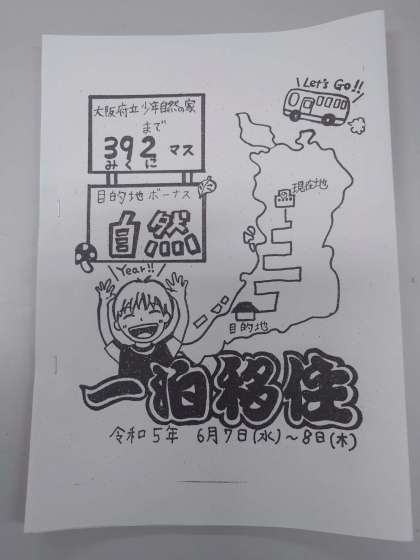 Let's Go!!
大阪府立少年自然の家
まで
392 マス
みくに
目的地ボーナス
自然
現在地
Year!!
目的地
一泊移住
令和5年 6月7日(水)～8日(木)